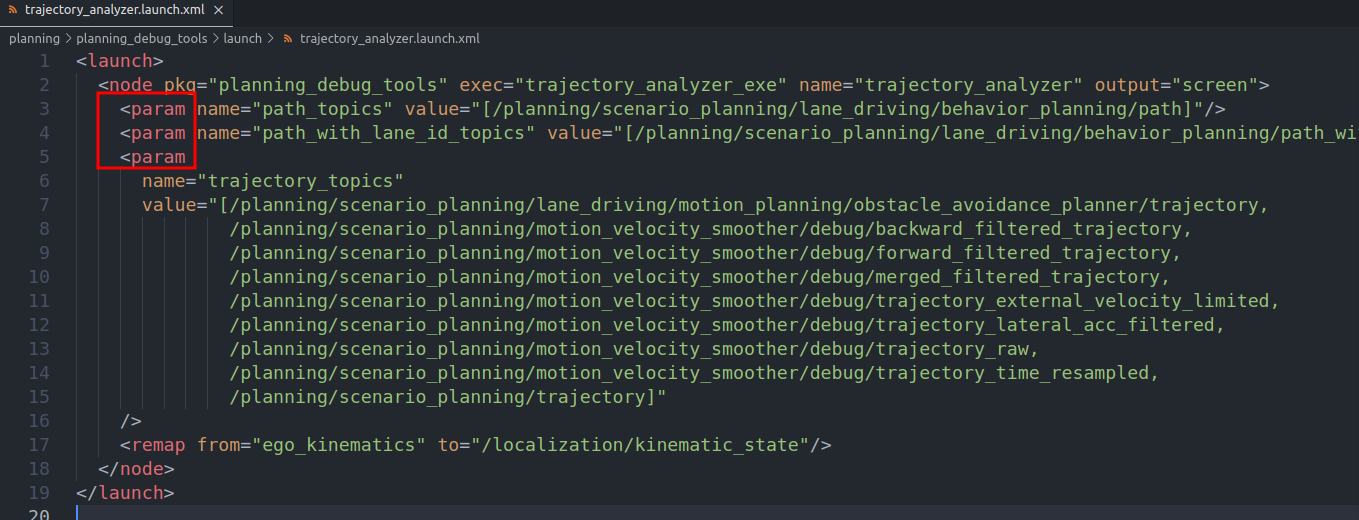 trajectory_analyzer.launch.xml
planning > planning_debug_tools > launch > trajectory_analyzer.launch.xml
1 <launch>
2 <node pkg="planning_debug_tools" exec="trajectory_analyzer_exe" name="trajectory_analyzer" output="screen">
3 <param name="path_topics" value="[/planning/scenario_planning/lane_driving/behavior_planning/path]"/>
4 <param name="path_with_lane_id_topics" value="[/planning/scenario_planning/lane_driving/behavior_planning/path_wi
5 <param
6 name="trajectory_topics"
7 value="[/planning/scenario_planning/lane_driving/motion_planning/obstacle_avoidance_planner/trajectory,
8 /planning/scenario_planning/motion_velocity_smoother/debug/backward_filtered_trajectory,
9 /planning/scenario_planning/motion_velocity_smoother/debug/forward_filtered_trajectory,
10 /planning/scenario_planning/motion_velocity_smoother/debug/merged_filtered_trajectory,
11 /planning/scenario_planning/motion_velocity_smoother/debug/trajectory_external_velocity_limited,
12 /planning/scenario_planning/motion_velocity_smoother/debug/trajectory_lateral_acc_filtered,
13 /planning/scenario_planning/motion_velocity_smoother/debug/trajectory_raw,
14 /planning/scenario_planning/motion_velocity_smoother/debug/trajectory_time_resampled,
15 /planning/scenario_planning/trajectory]"
16 />
17 <remap from="ego_kinematics" to="/localization/kinematic_state"/>
18 </node>
19 </launch>
20